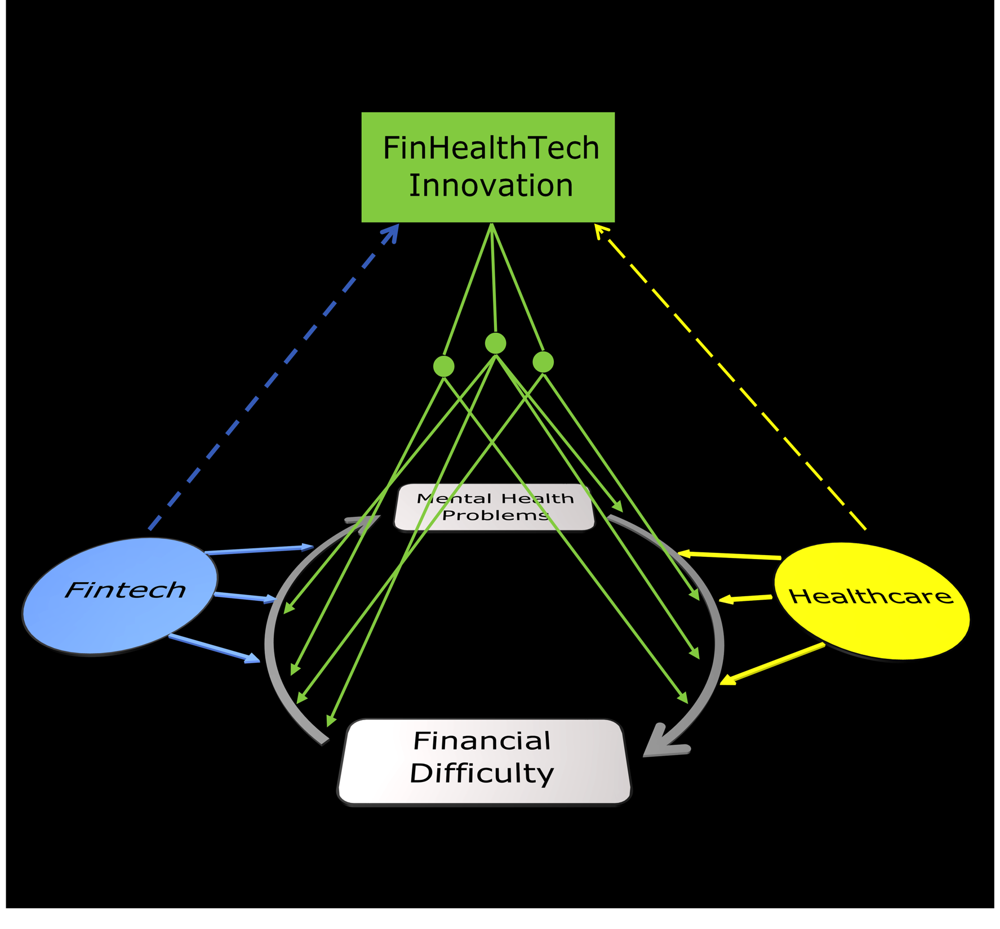 FinHealthTech
Innovation
Mental Health
Problems
Fintech
Healthcare
Financial
Difficulty